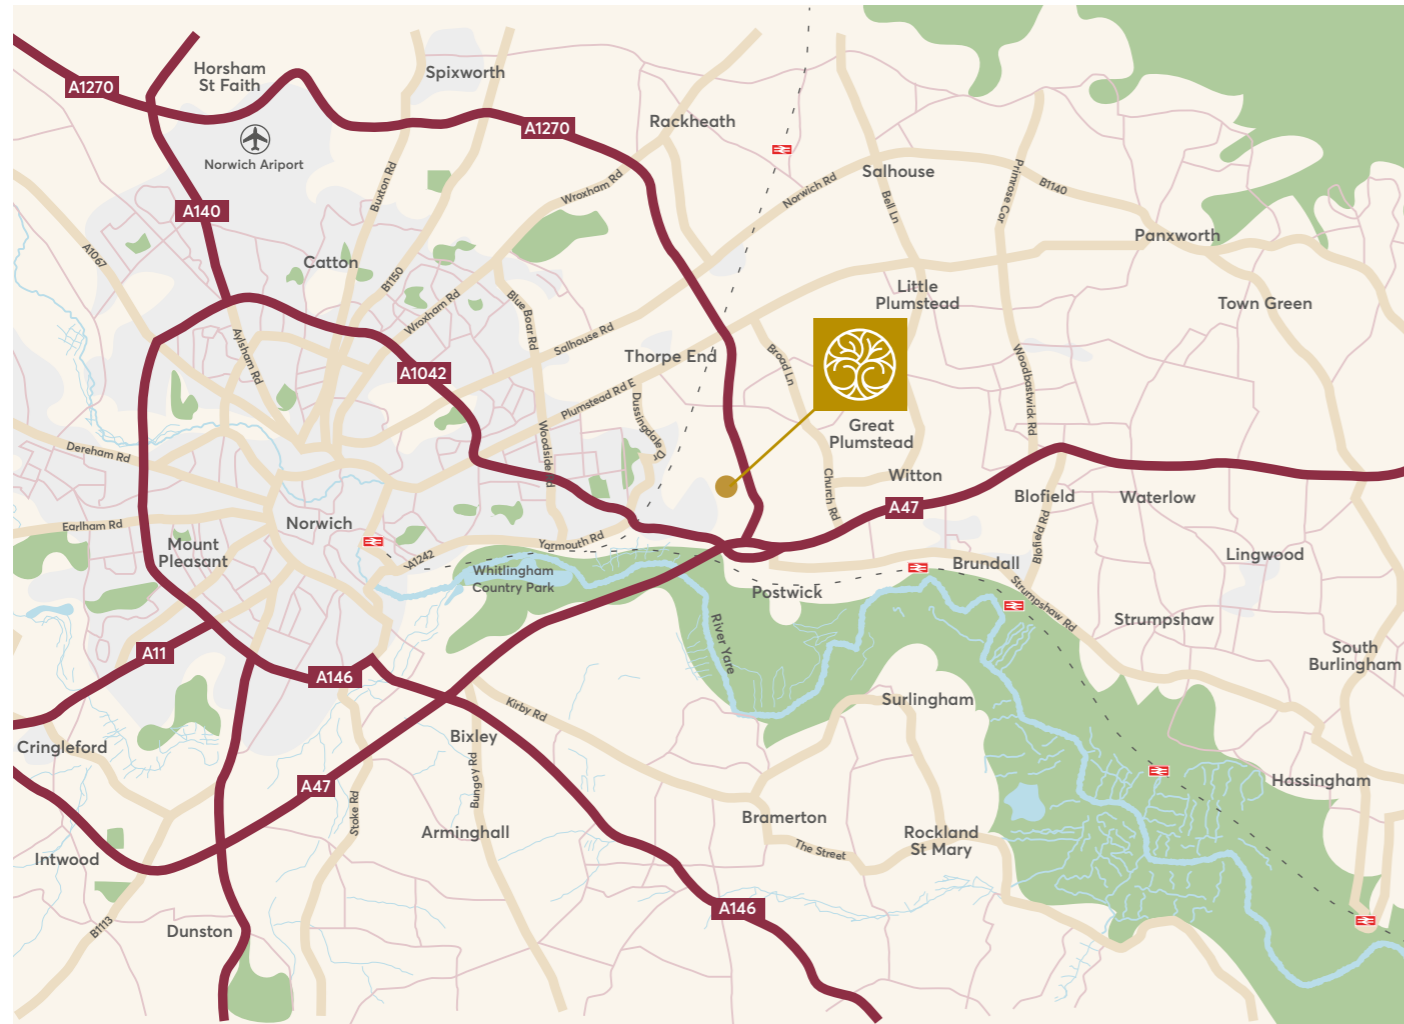 Horsham
St Faith
Spixworth
A1270
A1270
Rackheath
Norwich Ariport
Buxton Rd
Wroxham Rd
Norwich Rd
Salhouse
Primrose Cor
B1140
Bell Ln
A140
Panxworth
A1067
Catton
B1150
Wroxham Rd
Blue Boar Rd
Little
Plumstead
Town Green
Aylsham Rd
Salhouse Rd
Thorpe End
Broad Ln
Woodbastwick Rd
A1042
Plumstead Rd E
Dussingdale Dr
Great
Plumstead
Dereham Rd
Woodside Rd
Church Rd
Witton
Blofield
Waterlow
A47
Earlham Rd
Norwich
Mount
Pleasant
Yarmouth Rd
A1242
Blofield Rd
Lingwood
Whitlingham
Country Park
Postwick
Brundall
Strumpshaw Rd
Strumpshaw
River Yare
A11
A146
South
Burlingham
Kirby Rd
Surlingham
Cringleford
Bixley
A47
Bungay Rd
Hassingham
Stoke Rd
Arminghall
Bramerton
The Street
Rockland
St Mary
Intwood
A146
B1113
Dunston